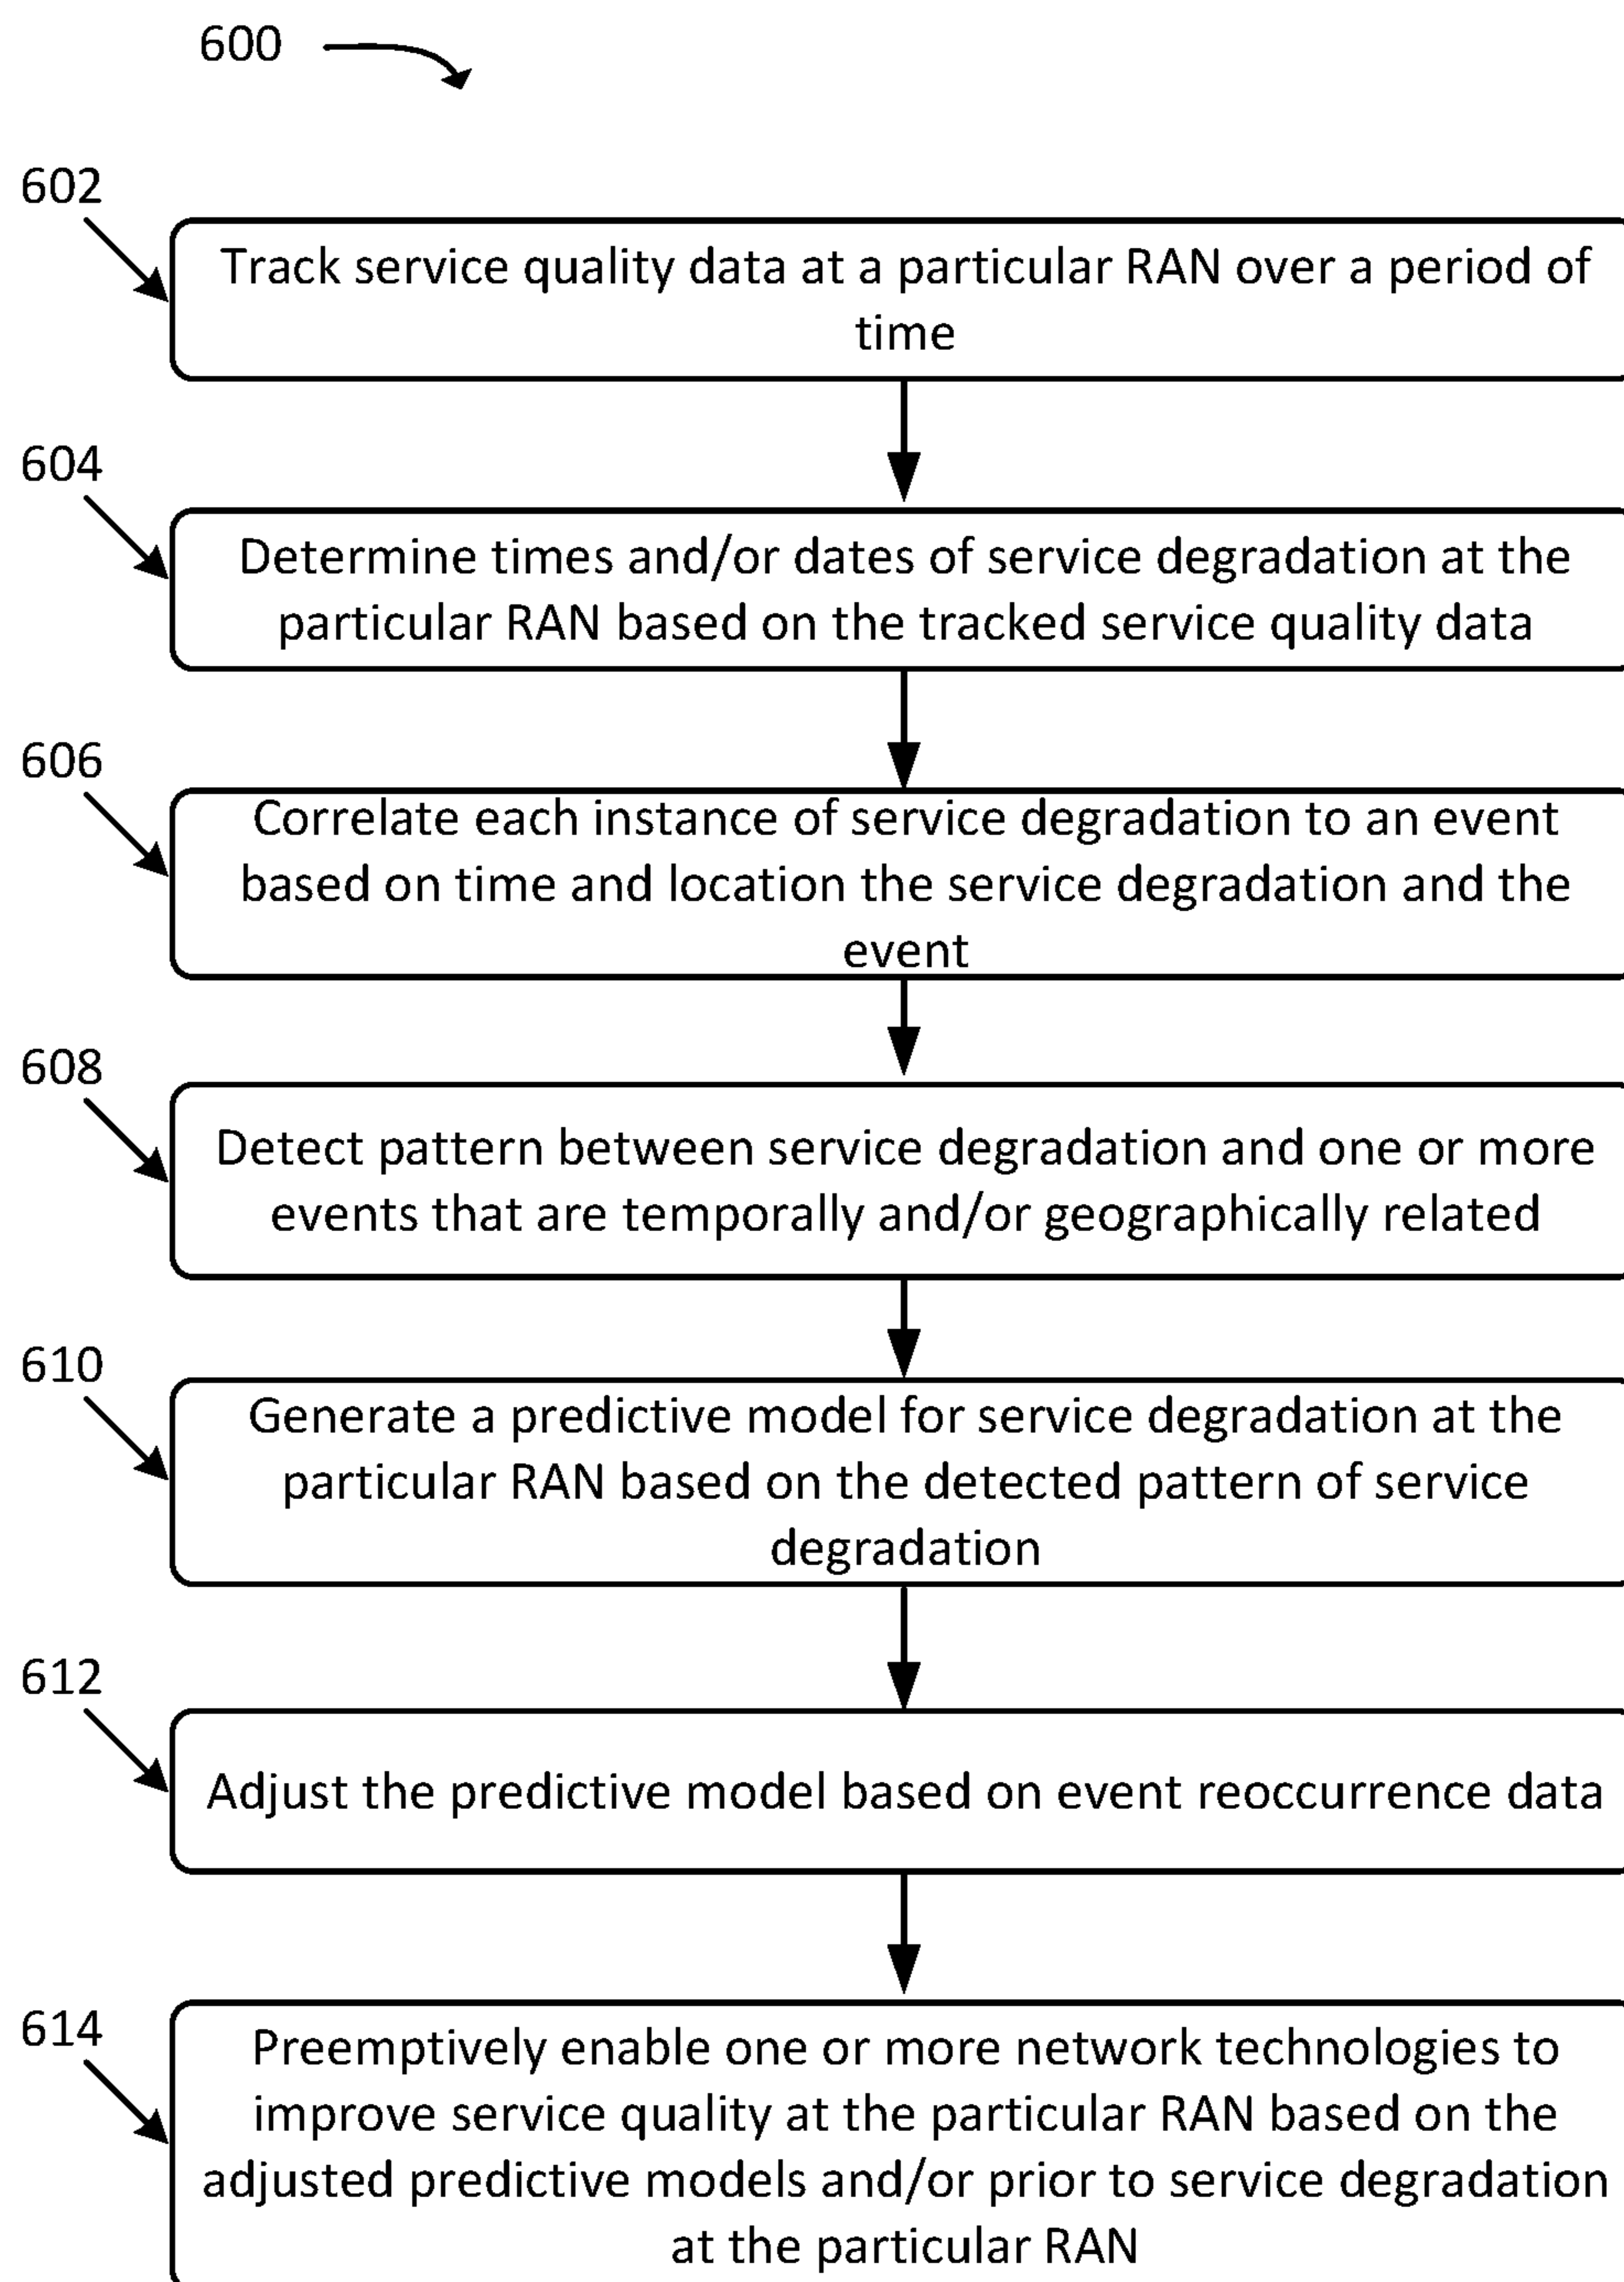 600
602
Track service quality data at a particular RAN over a period of
time
604
Determine times and/or dates of service degradation at the
particular RAN based on the tracked service quality data
606
Correlate each instance of service degradation to an event
based on time and location the service degradation and the
event
608
Detect pattern between service degradation and one or more
events that are temporally and/or geographically related
610
Generate a predictive model for service degradation at the
particular RAN based on the detected pattern of service
degradation
612
Adjust the predictive model based on event reoccurrence data
614
Preemptively enable one or more network technologies to
improve service quality at the particular RAN based on the
adjusted predictive models and/or prior to service degradation
at the particular RAN